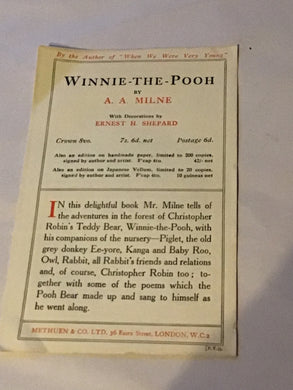 By the Author of "When We Were Very Young"
WINNIE-THE-POOH
BY
A. A MILNE
With Decorations by
ERNEST H. SHEPARD
Crown 8vo. 7s. 6d. net Postage 6d.
Also an edition on handmade paper, limited to 200 copies,
signed by author and artist. F'cap 4to. 42/- net
Also an edition on Japanese Vellum, limited to 20 copies,
signed by author and artist. F'cap 4to. 10 guineas net
IN this delightful book Mr. Milne tells of
the adventures in the forest of Christopher
Robin's Teddy Bear, Winnie-the-Pooh, with
his companions of the nursery—Piglet, the old
grey donkey Ee-yore, Kanga and Baby Roo,
Owl, Rabbit, all Rabbit's friends and relations
and, of course, Christopher Robin too; to-
gether with some of the poems which the
Pooh Bear made up and sang to himself as
he went along.
METHUEN & CO. LTD. 36 Essex Street, LONDON, W.C.2